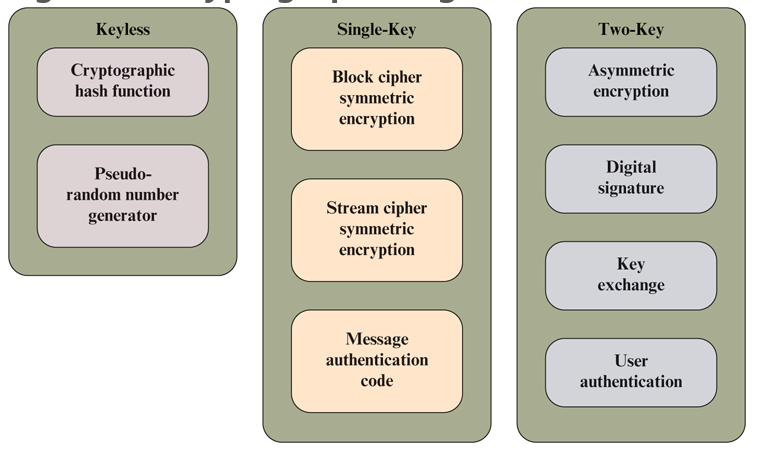 Keyless
Cryptographic
hash function
Pseudo-
random number
generator
Single-Key
Block cipher
symmetric
encryption
Stream cipher
symmetric
encryption
Message
authentication
code
Two-Key
Asymmetric
encryption
Digital
signature
Key
exchange
User
authentication